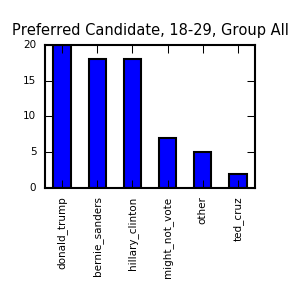 Preferred Candidate, 18-29, Group All
20
15
10
5
0
donald_trump
bernie_sanders
hillary_clinton
might_not_vote
other
ted_cruz